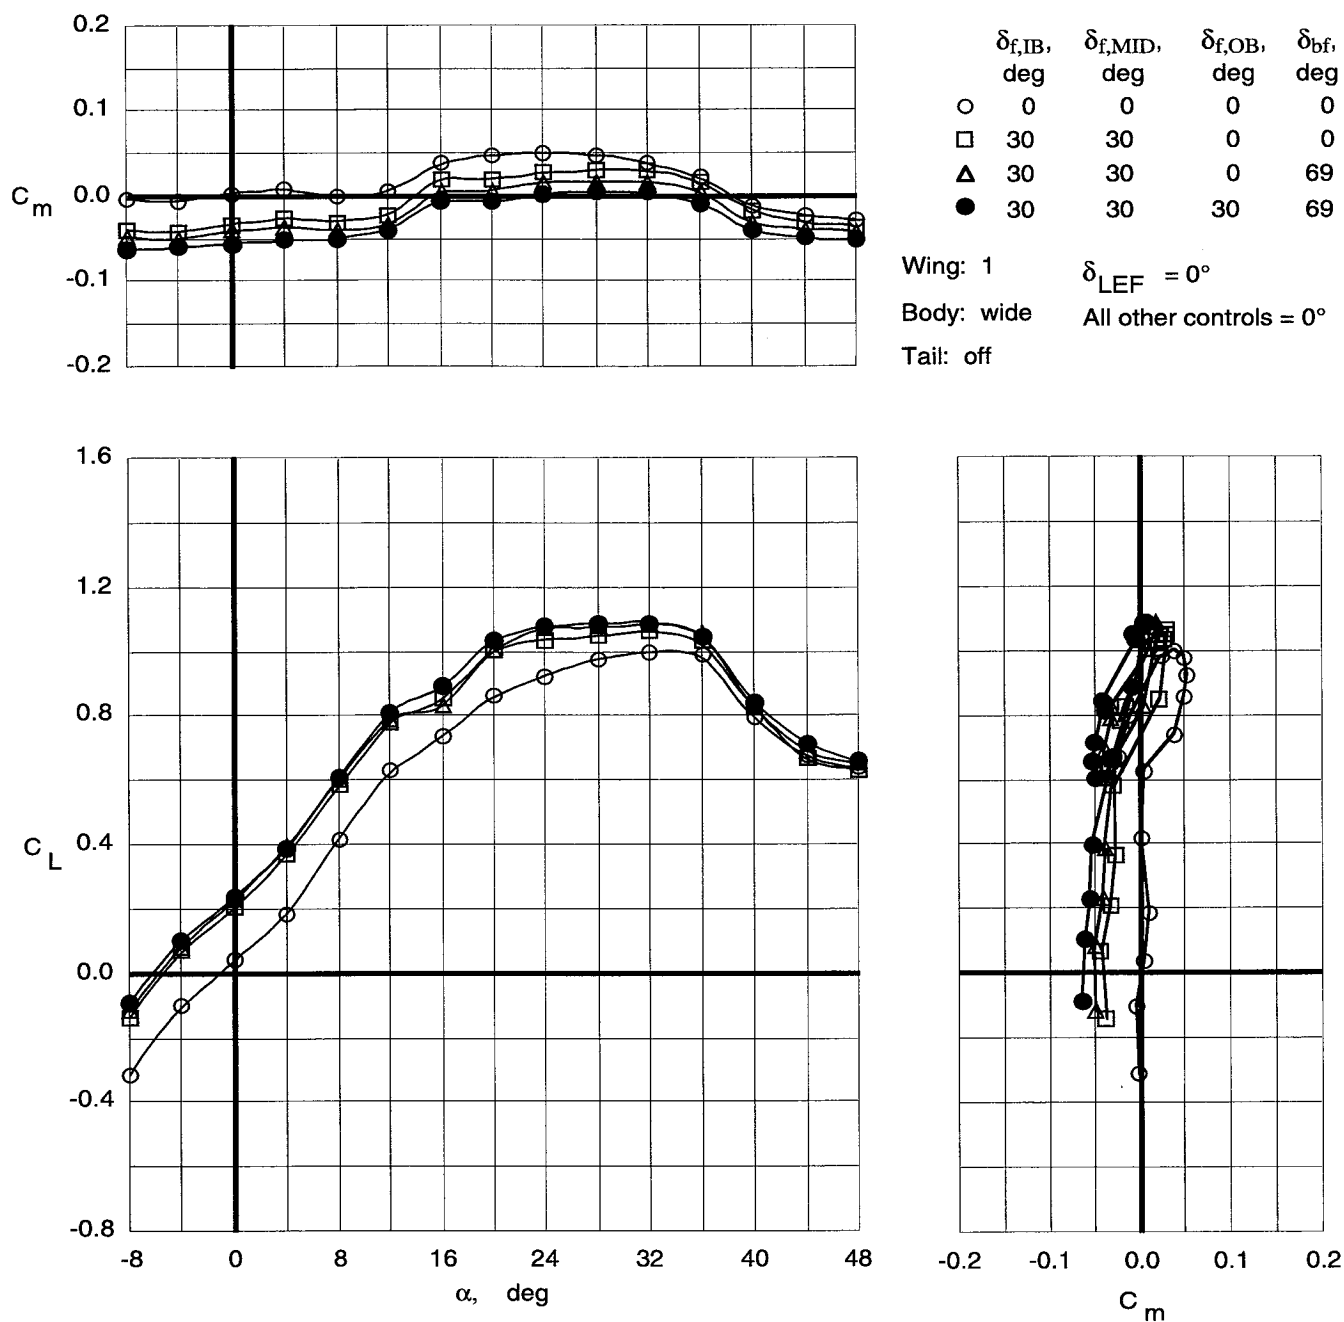 0.2
0.1
0.0
-0.1
-0.2
C m
δf,IB, δf,MID, δf,OB, δbf,
deg deg deg deg
0 0 0 0
30 30 0 0
30 30 0 69
30 30 30 69
Wing: 1 δLEF = 0°
Body: wide All other controls = 0°
Tail: off
1.6
1.2
0.8
0.4
0.0
-0.4
-0.8
C L
-8 0 8 16 24 32 40 48
α, deg
-0.2 -0.1 0.0 0.1 0.2
C m